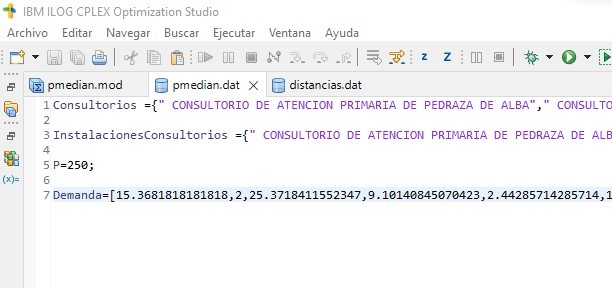 IBM ILOG CPLEX Optimization Studio
Archivo Editar Navegar Buscar Ejecutar Ventana Ayuda
pmedian.mod pmedian.dat distancias.dat
1 Consultorios ={" CONSULTORIO DE ATENCION PRIMARIA DE PEDRAZA DE ALBA"," CONSULTO
2
3 InstalacionesConsultorios ={" CONSULTORIO DE ATENCION PRIMARIA DE PEDRAZA DE ALB
4
5 P=250;
6
7 Demanda=[15.3681818181818,2,25.3718411552347,9.10140845070423,2.44285714285714,1
(x)=